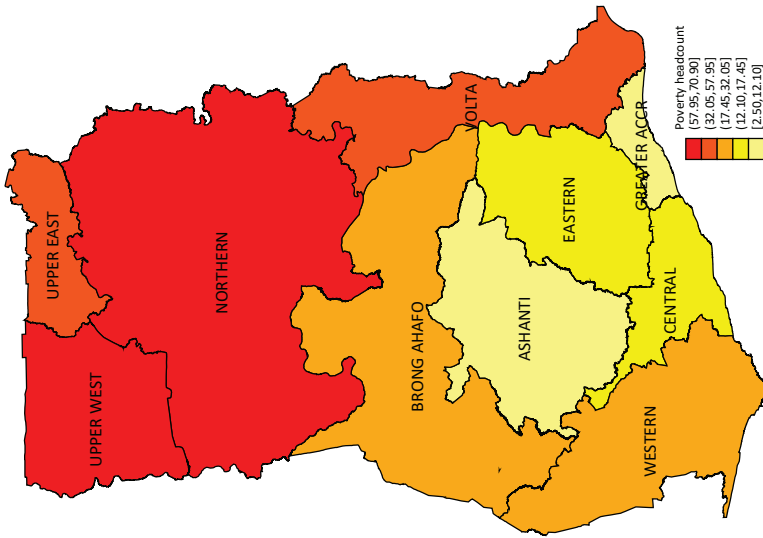 UPPER WEST
UPPER EAST
NORTHERN
BRONG AHAFO
VOLTA
ASHANTI
EASTERN
GREATER ACCR
CENTRAL
WESTERN
Poverty headcount
(57.95,70.90]
(32.05,57.95]
(17.45,32.05]
(12.10,17.45]
[2.50,12.10]